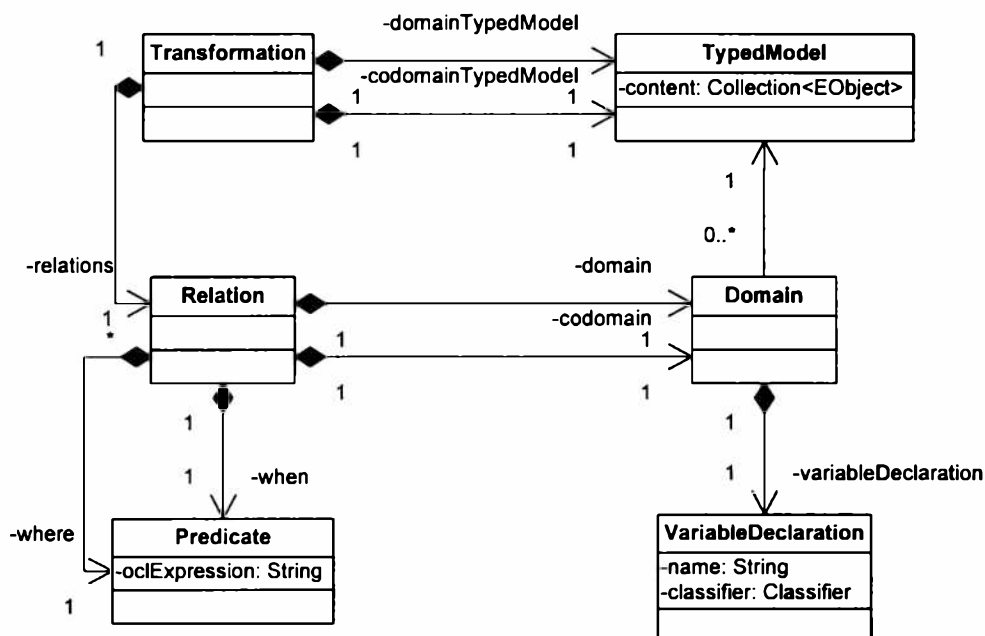 -domainTypedModel
1
Transformation
TypedModel
-codomainTypedModel
-content: Collection<EObject>
1
1
1
1
1
0..*
-relations
-domain
Relation
Domain
-codomain
1
*
1
1
1
1
1
1
1
1
-when
-variableDeclaration
-where
Predicate
VariableDeclaration
-oclExpression: String
-name: String
-classifier: Classifier
1